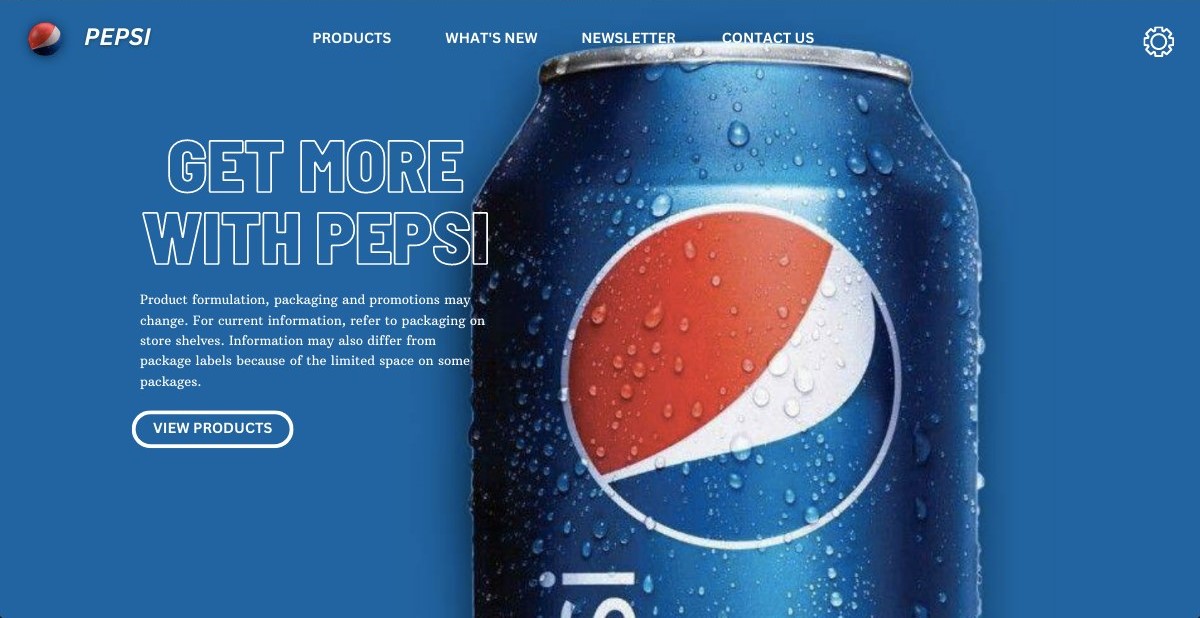 PEPSI
PRODUCTS
WHAT'S NEW
NEWSLETTER
CONTACT US
GET MORE
WITH PEPSI
Product formulation, packaging and promotions may
change. For current information, refer to packaging on
store shelves. Information may also differ from
package labels because of the limited space on some
packages.
VIEW PRODUCTS
si